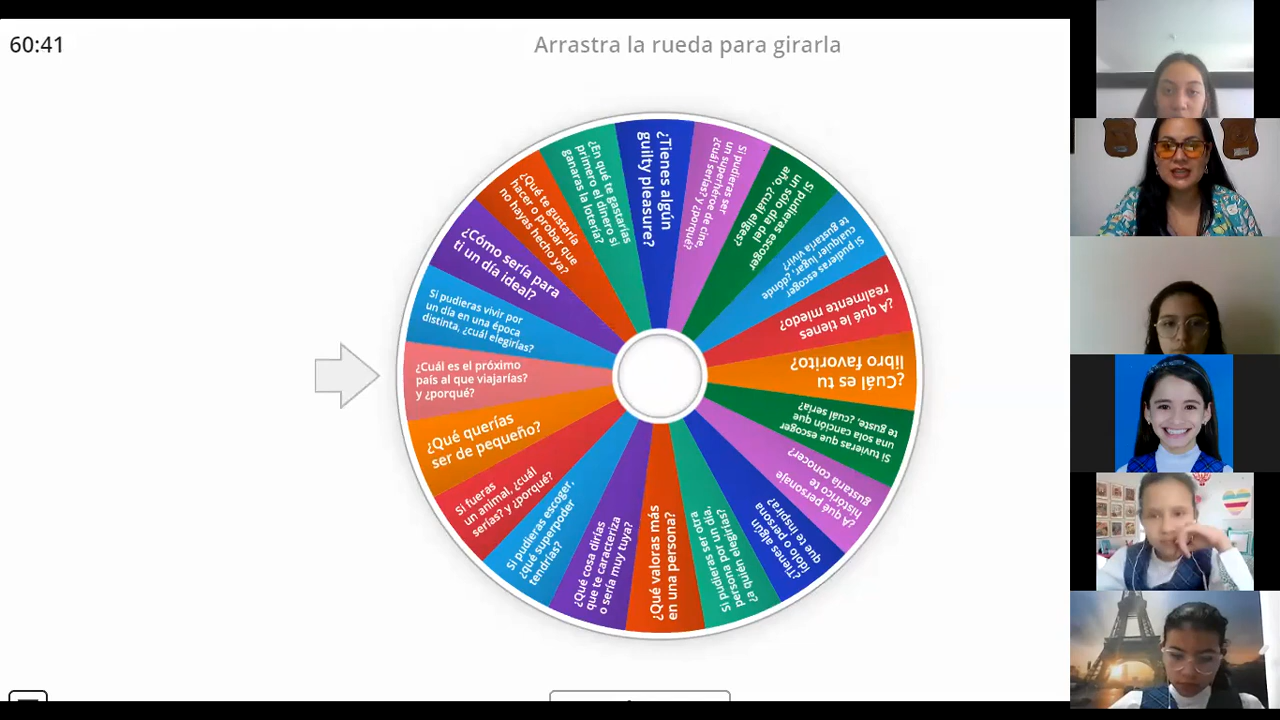 60:41
Arrastra la rueda para girarla
¿Tienes algún
guilty pleasure?
Si pudieras ser
un superhéroe de cine,
¿cuál serías? y ¿porqué?
Si pudieras escoger
un sólo día del
año, ¿cuál eliges?
Si pudieras escoger
cualquier lugar, ¿dónde
te gustaría vivir?
¿A qué le tienes
realmente miedo?
¿Cuál es tu
libro favorito?
Si tuvieras que escoger
una sola canción que
te guste, ¿cuál sería?
¿A qué personaje
histórico te
gustaría conocer?
¿Tienes algún
ídolo o persona
que te inspira?
Si pudieras ser otra
persona por un día,
¿a quién elegirías?
¿Qué valoras más
en una persona?
¿Qué cosa dirías
que te caracteriza
o sería muy tuya?
Si pudieras escoger,
¿qué superpoder
tendrías?
Si fueras
un animal, ¿cuál
serías? y ¿porqué?
¿Qué querías
ser de pequeño?
¿Cuál es el próximo
país al que viajarías?
y ¿porqué?
Si pudieras vivir por
un día en una época
distinta, ¿cuál elegirías?
¿Cómo sería para
ti un día ideal?
¿Qué te gustaría
hacer o probar que
no hayas hecho ya?
¿En qué te gastarías
primero el dinero si
ganaras la lotería?